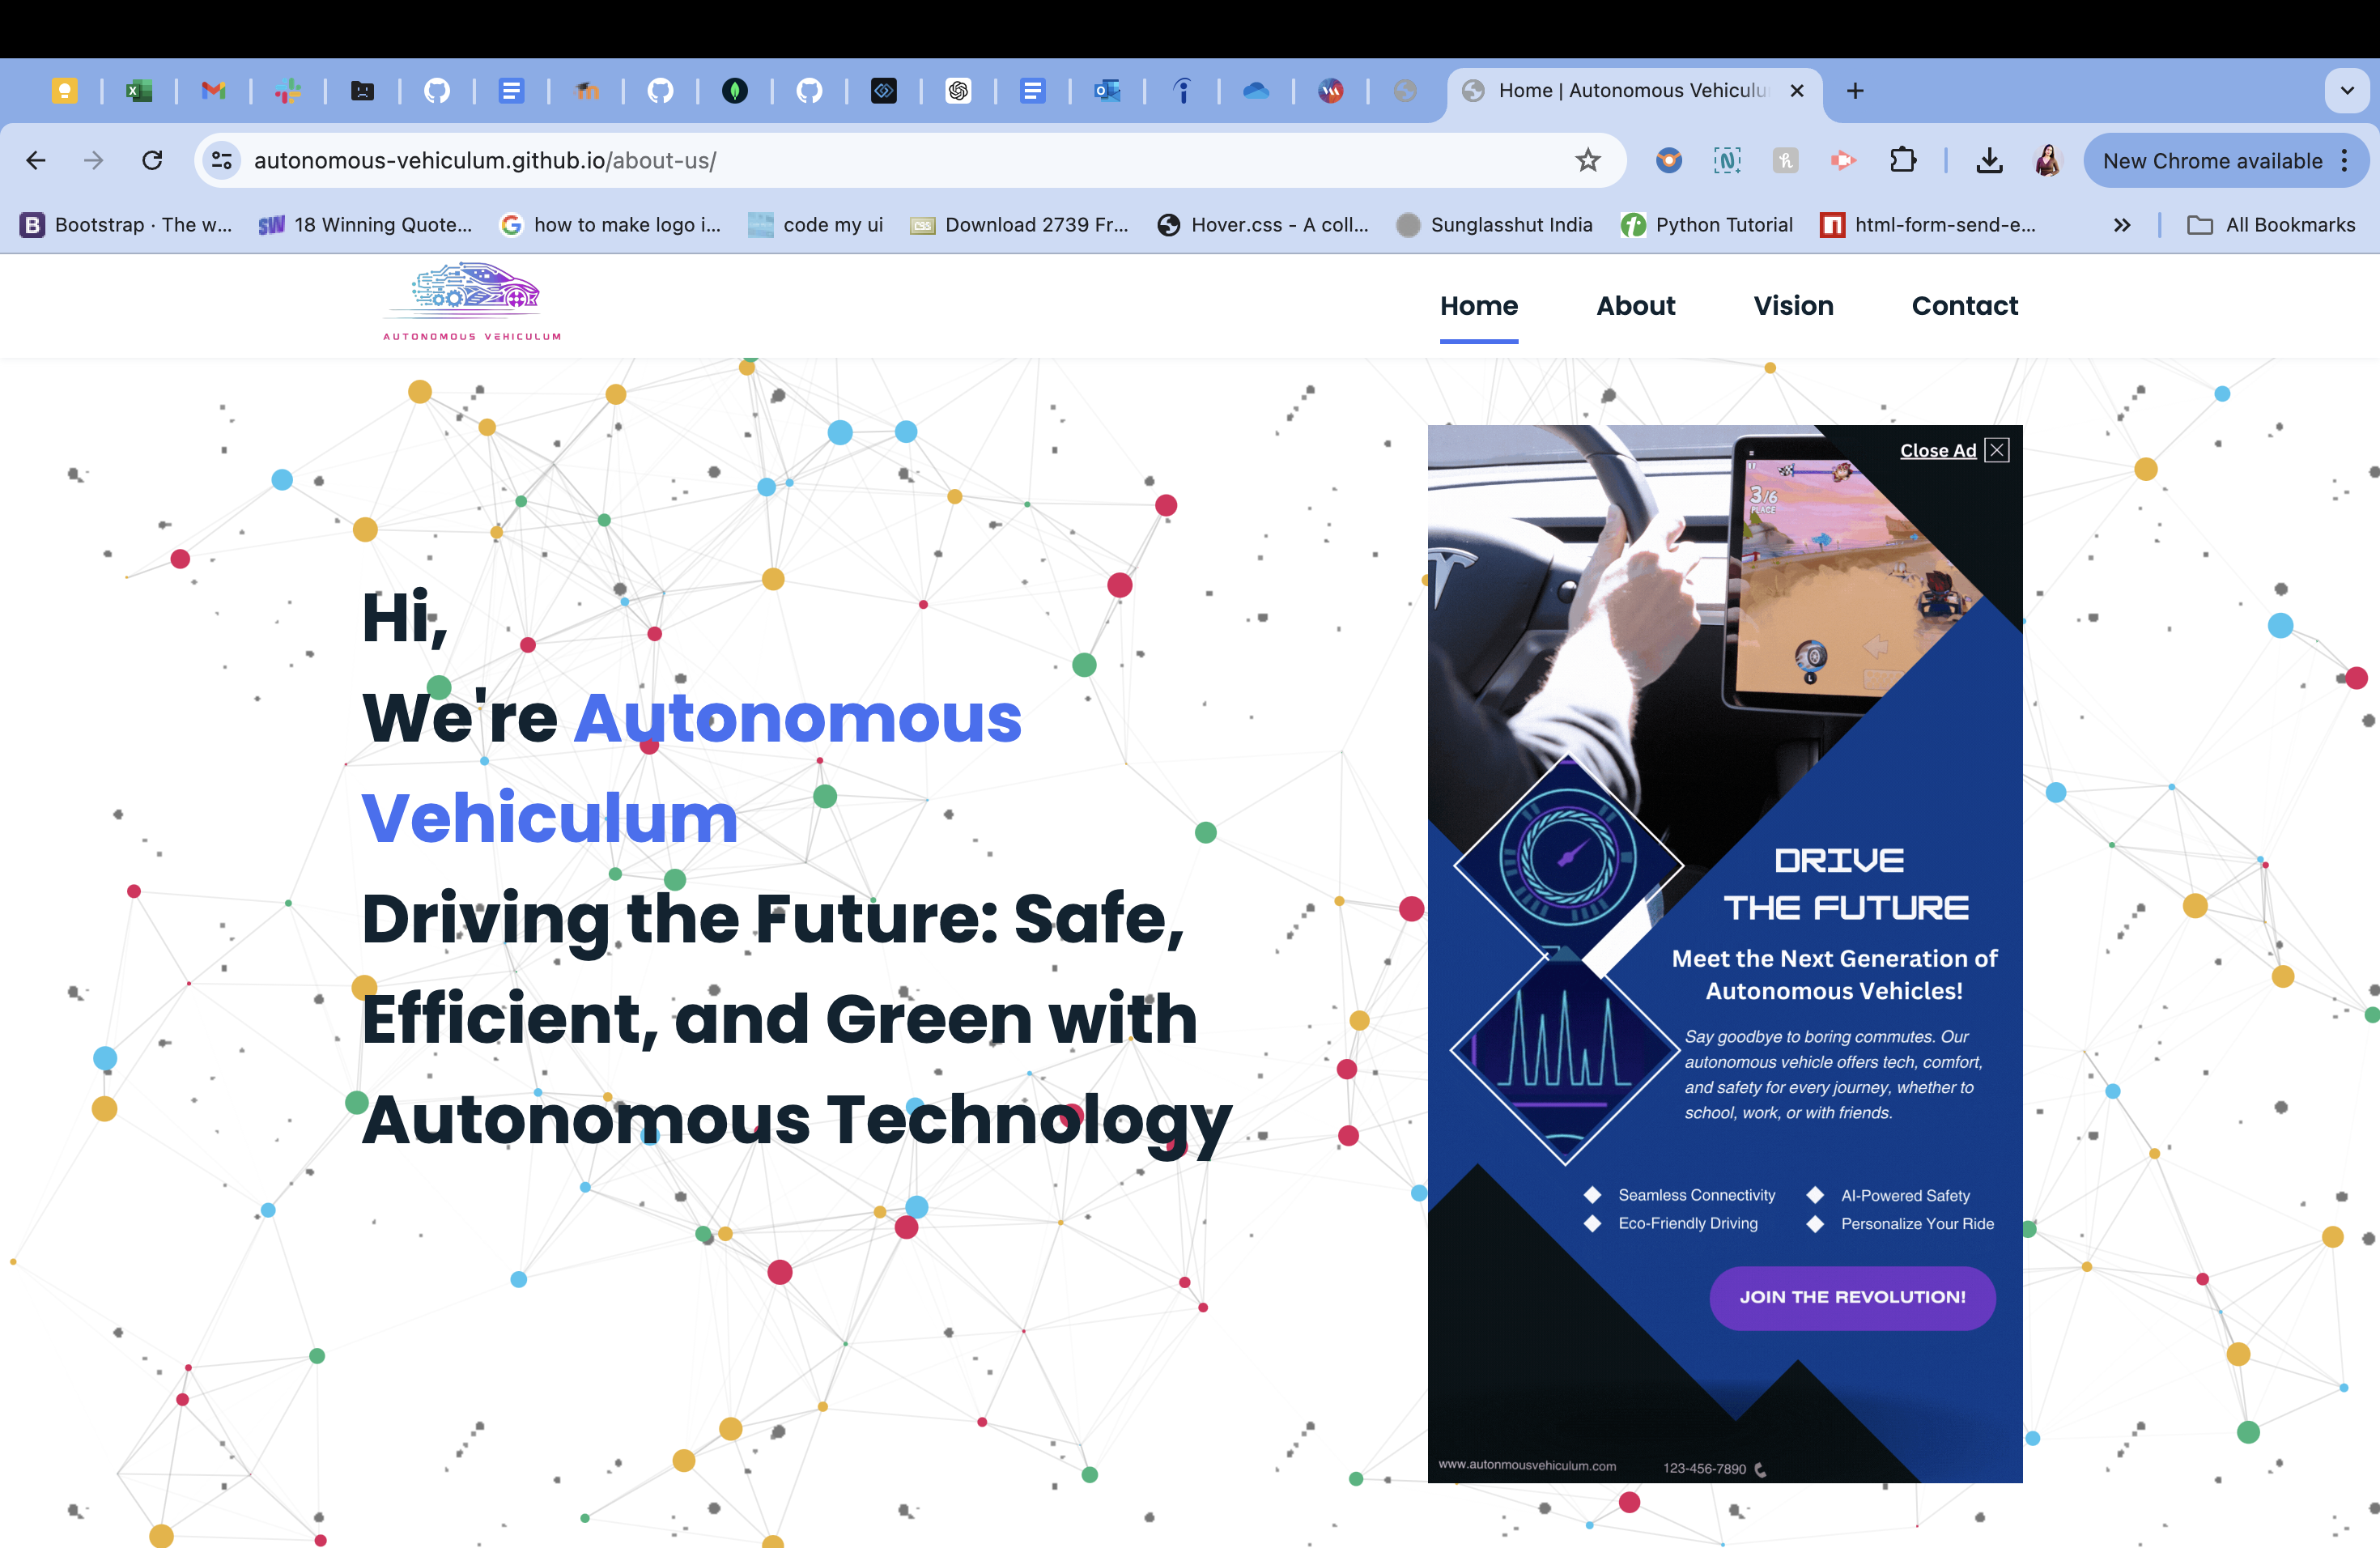 Home | Autonomous Vehiculu
autonomous-vehiculum.github.io/about-us/
New Chrome available
Bootstrap · The w...
18 Winning Quote...
how to make logo i...
code my ui
Download 2739 Fr...
Hover.css - A coll...
Sunglasshut India
Python Tutorial
html-form-send-e...
All Bookmarks
AUTONOMOUS VEHICULUM
Home
About
Vision
Contact
Hi,
We're Autonomous
Vehiculum
Driving the Future: Safe,
Efficient, and Green with
Autonomous Technology
Close Ad
3/6
PLACE
L
DRIVE
THE FUTURE
Meet the Next Generation of
Autonomous Vehicles!
Say goodbye to boring commutes. Our
autonomous vehicle offers tech, comfort,
and safety for every journey, whether to
school, work, or with friends.
Seamless Connectivity
AI-Powered Safety
Eco-Friendly Driving
Personalize Your Ride
JOIN THE REVOLUTION!
www.autonmousvehiculum.com
123-456-7890